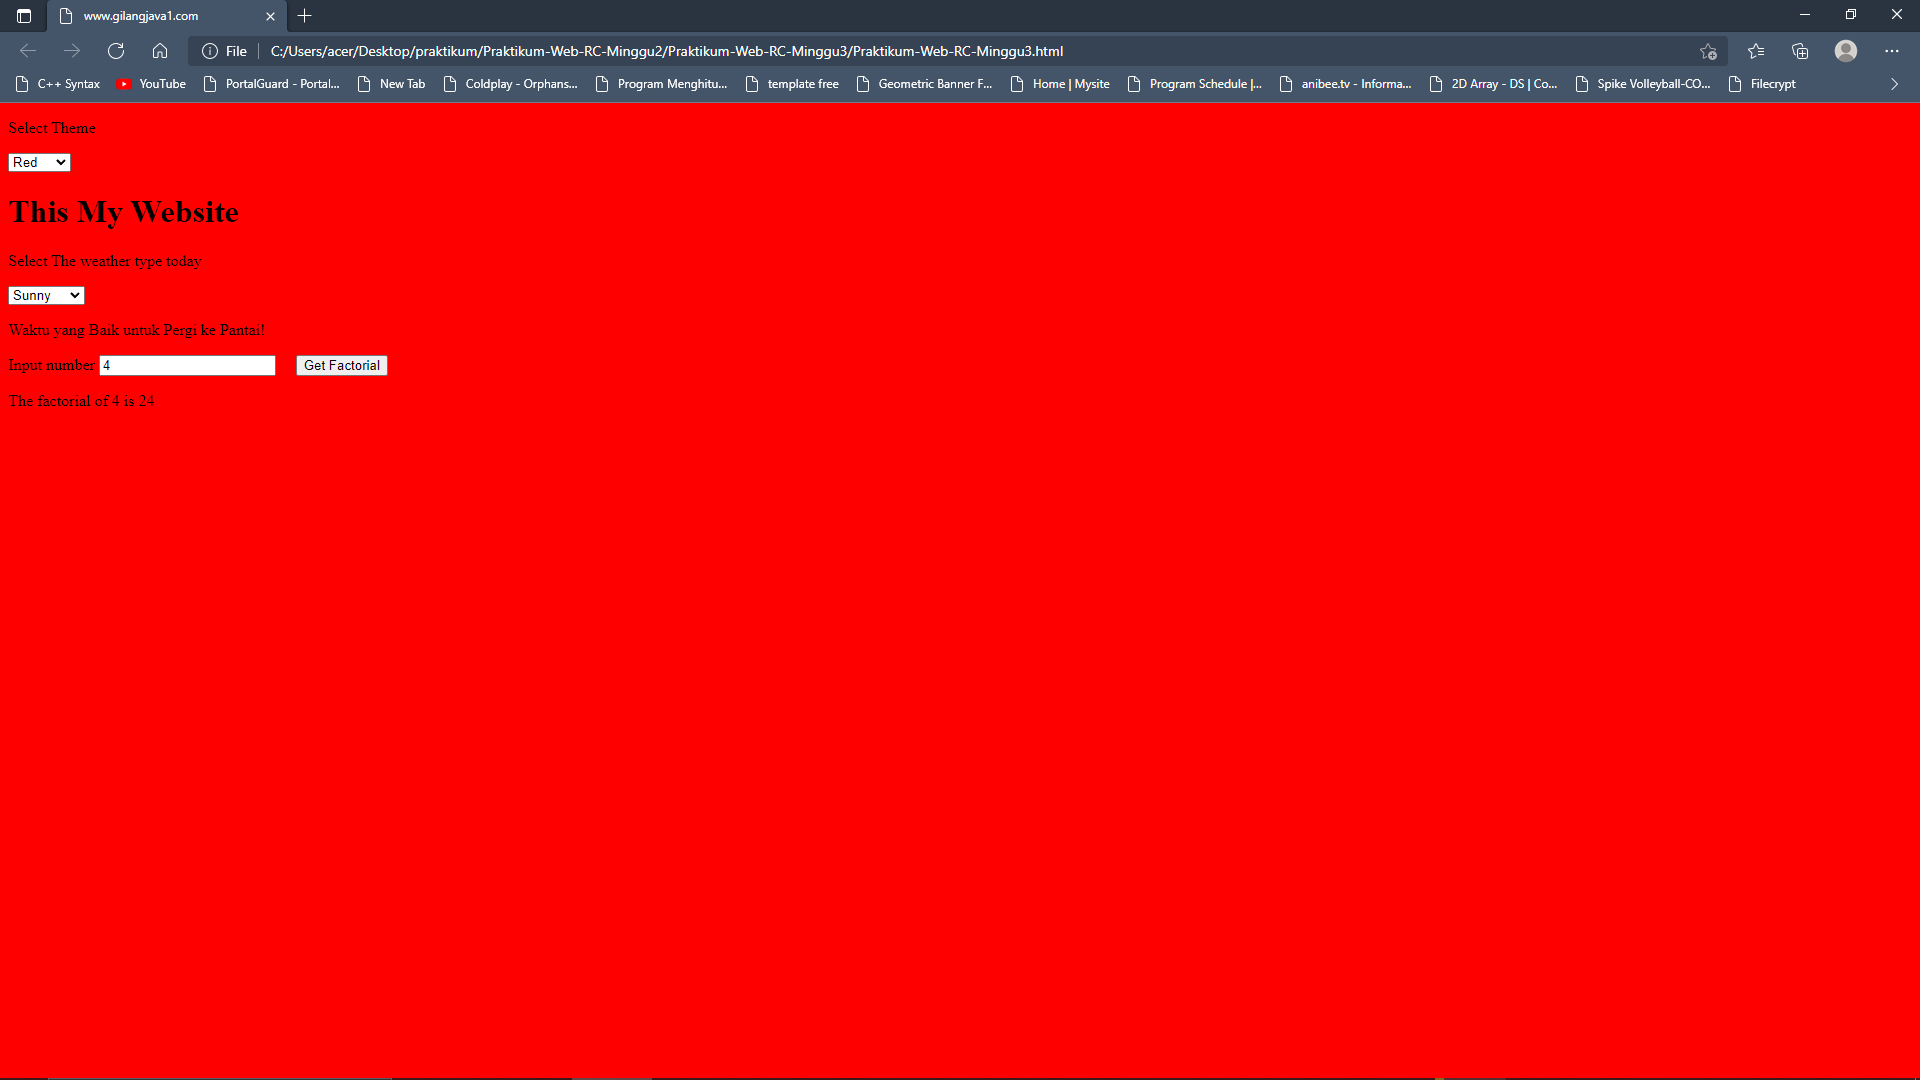 www.gilangjava1.com
File C:/Users/acer/Desktop/praktikum/Praktikum-Web-RC-Minggu2/Praktikum-Web-RC-Minggu3/Praktikum-Web-RC-Minggu3.html
C++ Syntax YouTube PortalGuard - Portal... New Tab Coldplay - Orphans... Program Menghitu... template free Geometric Banner F... Home | Mysite Program Schedule |... anibee.tv - Informa... 2D Array - DS | Co... Spike Volleyball-CO... Filecrypt
Select Theme
Red
This My Website
Select The weather type today
Sunny
Waktu yang Baik untuk Pergi ke Pantai!
Input number 4 Get Factorial
The factorial of 4 is 24